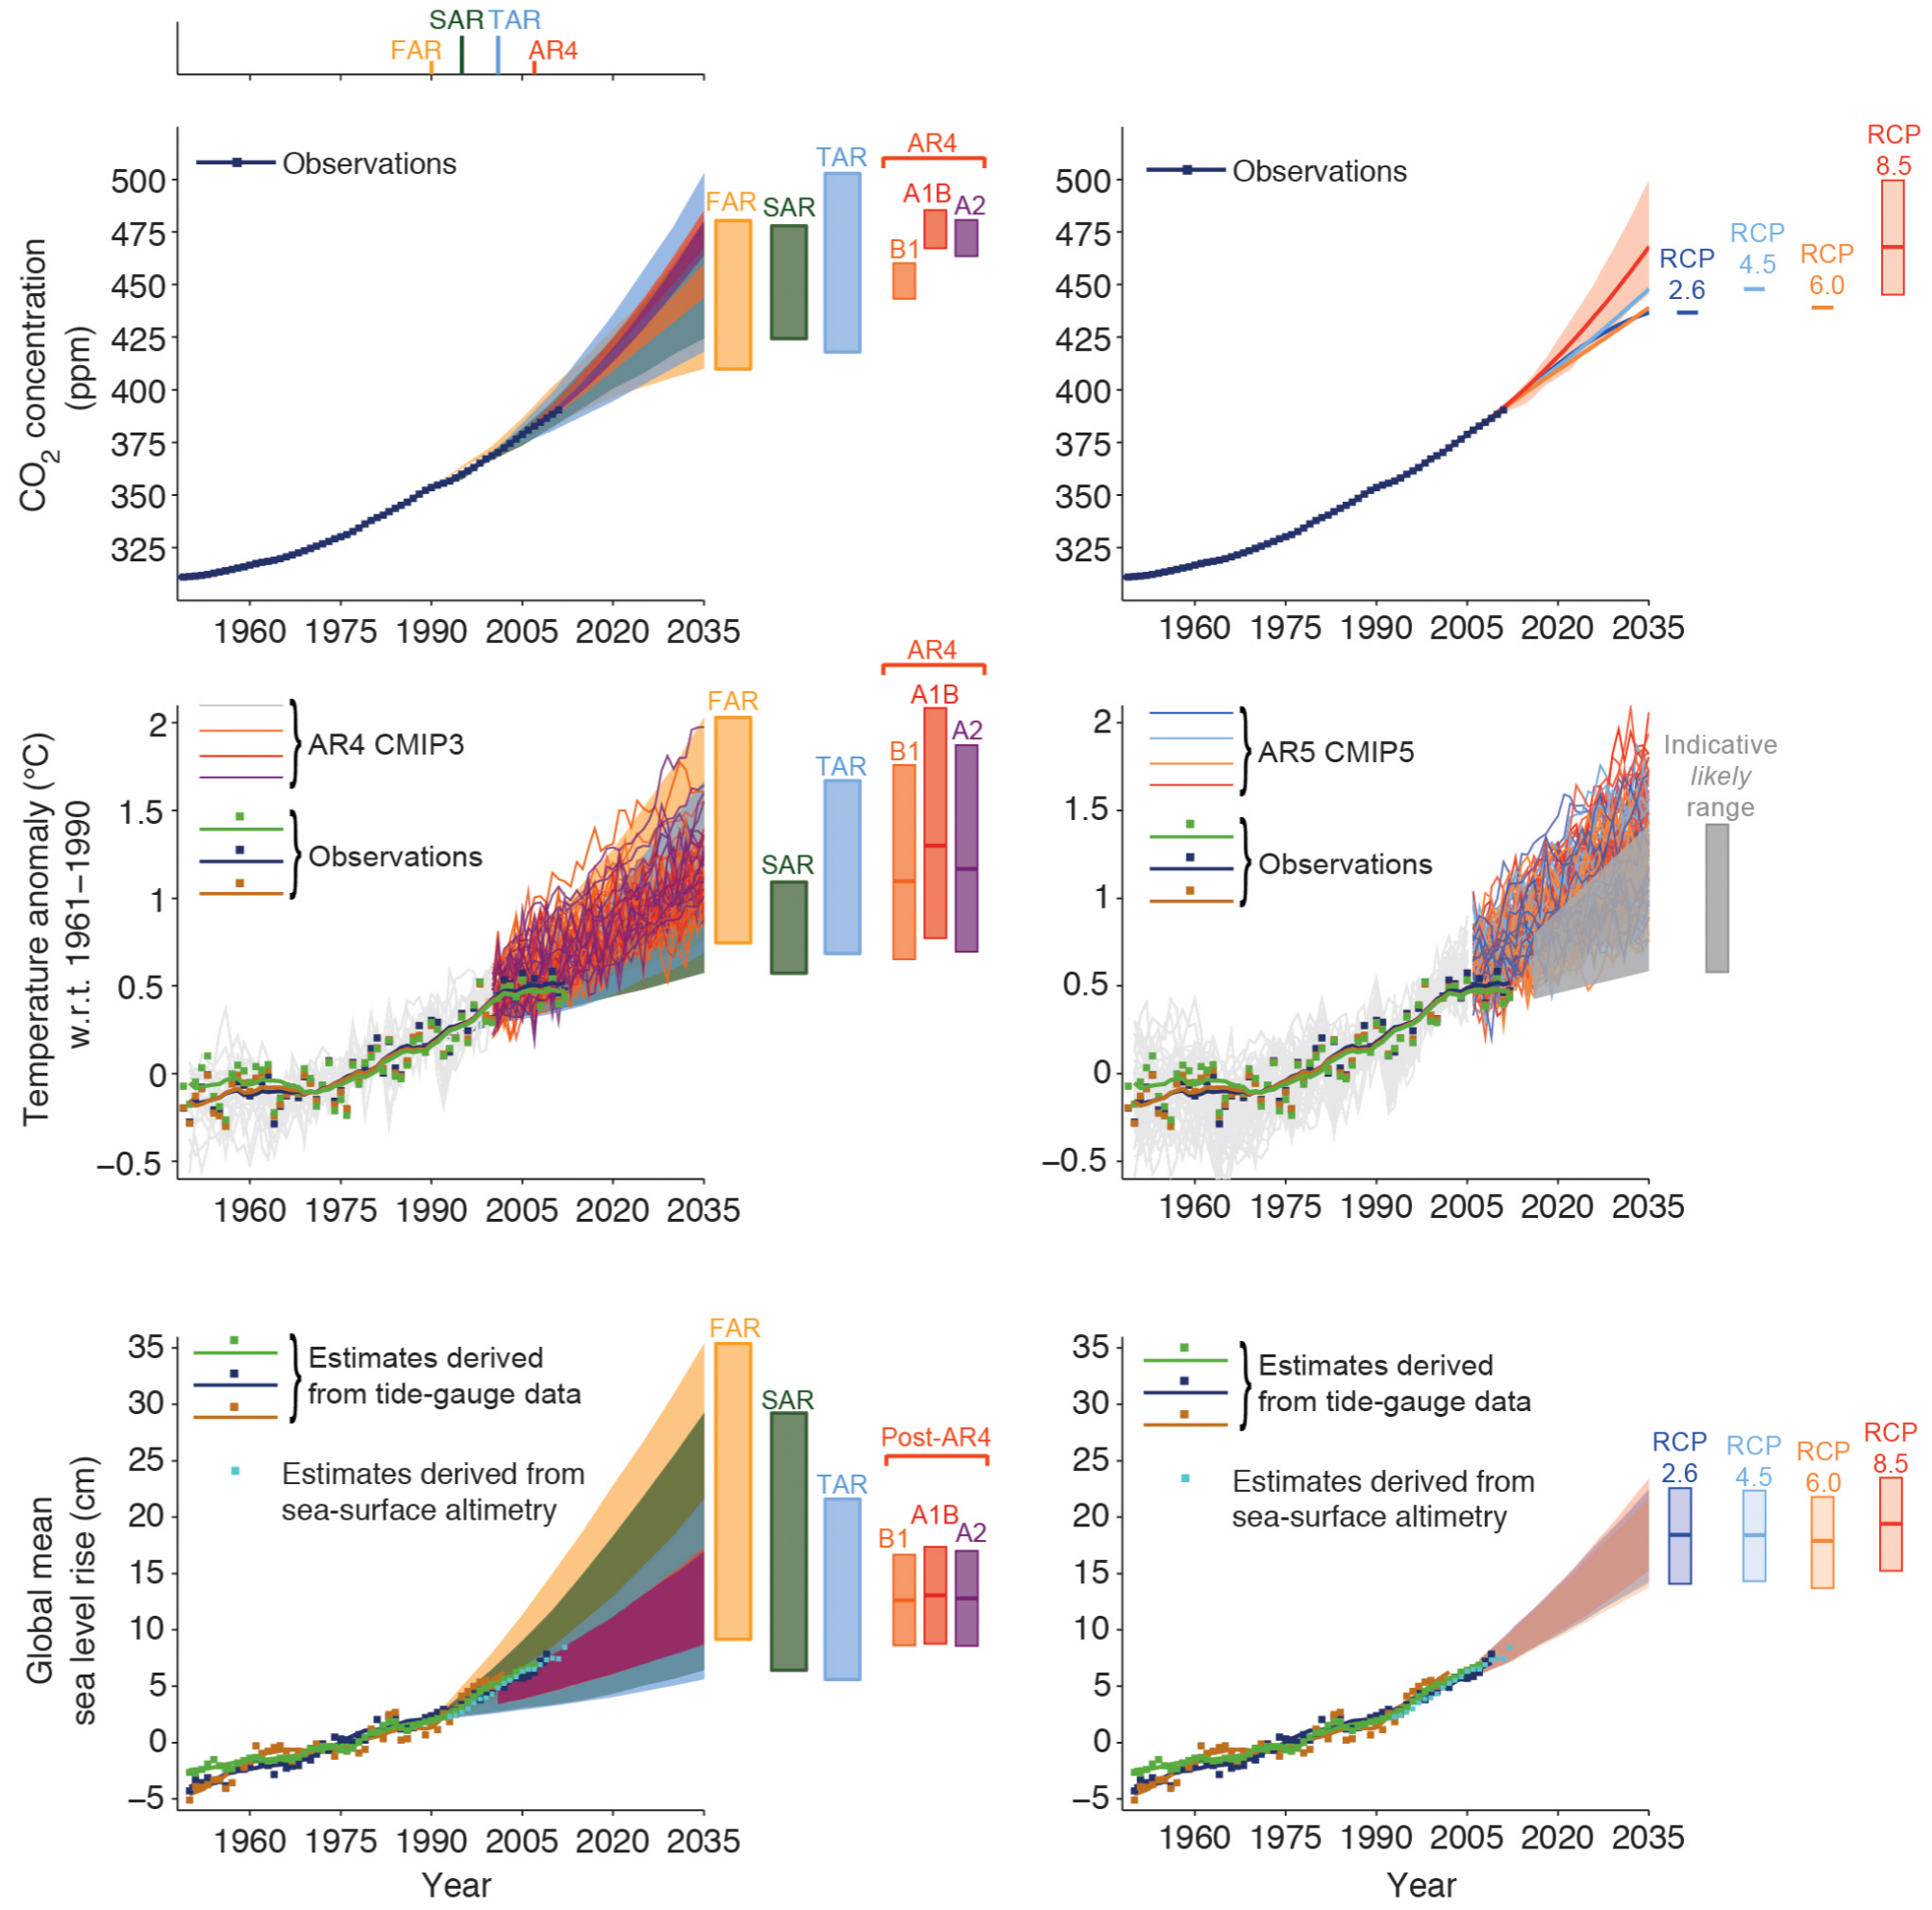 SAR TAR
FAR AR4
CO2 concentration
(ppm)
500
475
450
425
400
375
350
325
Observations
FAR
SAR
TAR
AR4
B1
A1B
A2
1960 1975 1990 2005 2020 2035
500
475
450
425
400
375
350
325
Observations
RCP
2.6
RCP
4.5
RCP
6.0
RCP
8.5
1960 1975 1990 2005 2020 2035
Temperature anomaly (°C)
w.r.t. 1961–1990
2
1.5
1
0.5
0
−0.5
AR4 CMIP3
Observations
FAR
SAR
TAR
AR4
B1
A1B
A2
1960 1975 1990 2005 2020 2035
2
1.5
1
0.5
0
−0.5
AR5 CMIP5
Observations
Indicative
likely
range
1960 1975 1990 2005 2020 2035
Global mean
sea level rise (cm)
35
30
25
20
15
10
5
0
−5
Estimates derived
from tide-gauge data
Estimates derived from
sea-surface altimetry
FAR
SAR
TAR
Post-AR4
B1
A1B
A2
1960 1975 1990 2005 2020 2035
Year
35
30
25
20
15
10
5
0
−5
Estimates derived
from tide-gauge data
Estimates derived from
sea-surface altimetry
RCP
2.6
RCP
4.5
RCP
6.0
RCP
8.5
1960 1975 1990 2005 2020 2035
Year